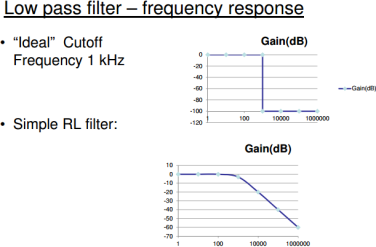 Low pass filter – frequency response
• "Ideal" Cutoff
Frequency 1 kHz
Gain(dB)
0
-20
-40
-60
-80
-100
-120
1 100 10000 1000000
Gain(dB)
• Simple RL filter:
Gain(dB)
10
0
-10
-20
-30
-40
-50
-60
-70
1 100 10000 1000000